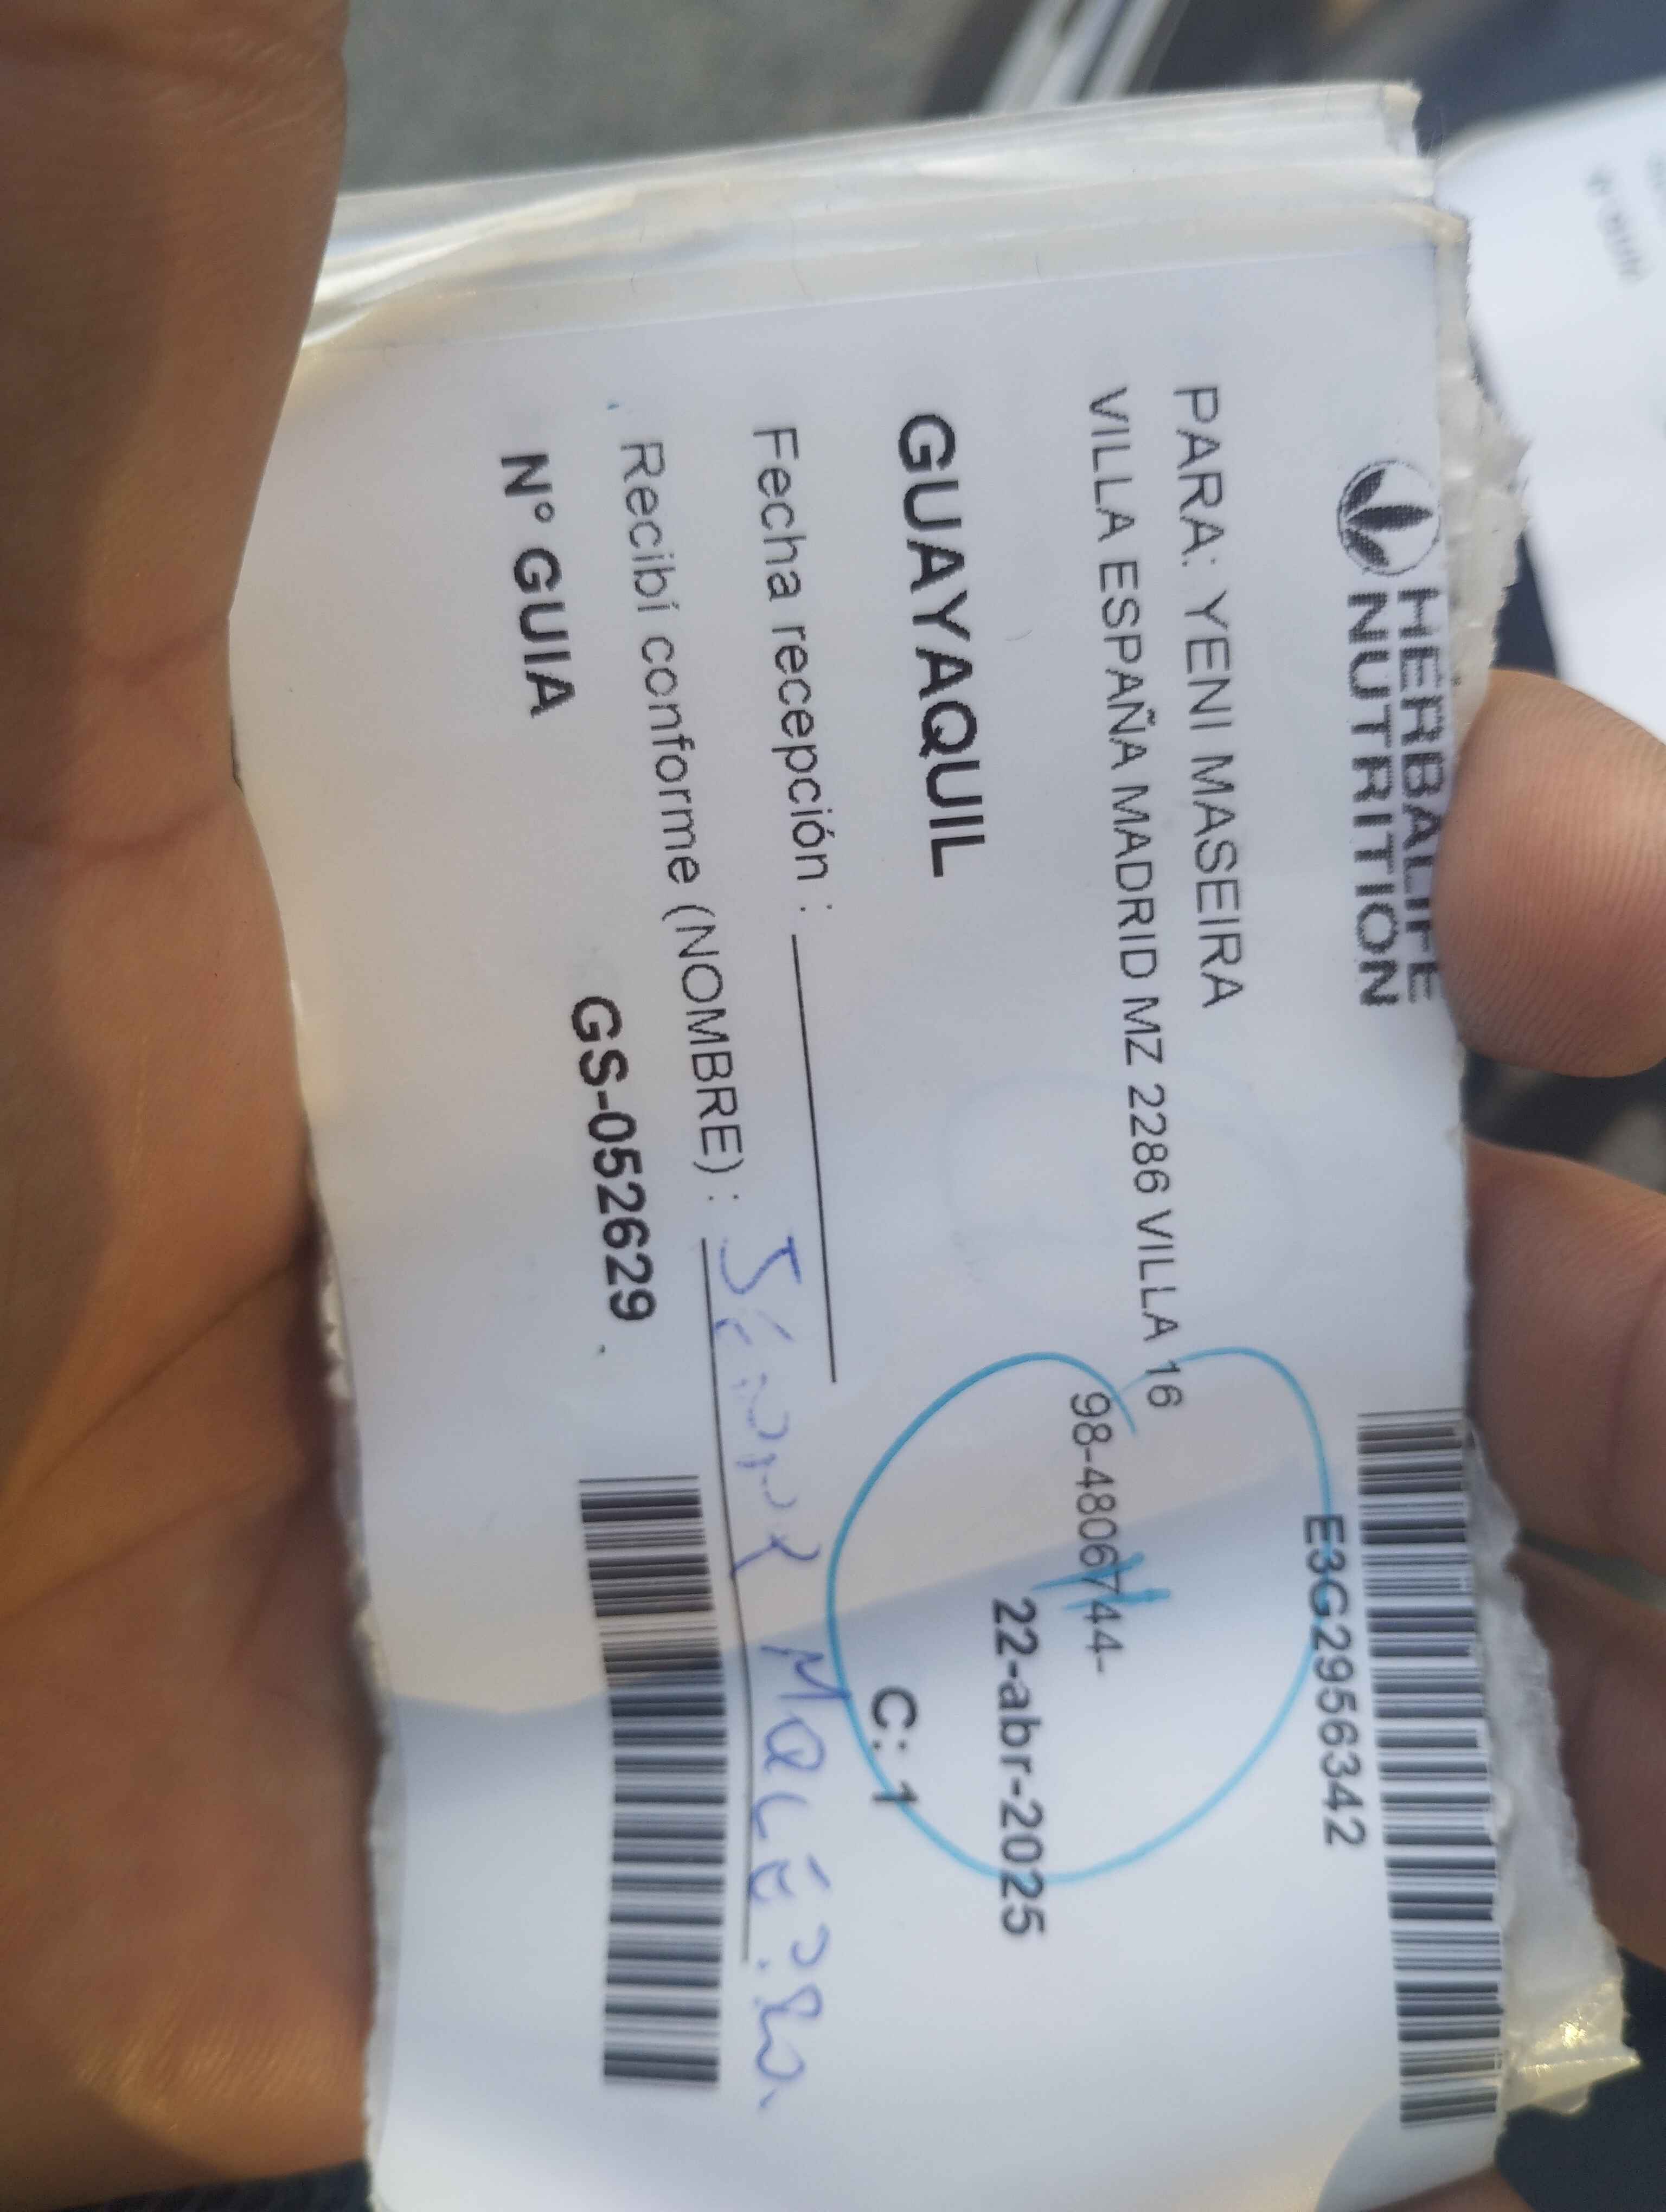 HERBALIFE
NUTRITION
E3G2956342
PARA: YENI MASEIRA
VILLA ESPAÑA MADRID MZ 2286 VILLA 16
98-4806744-
22-abr-2025
GUAYAQUIL
C: 1
Fecha recepción :
Recibí conforme (NOMBRE) :
N° GUIA GS-052629